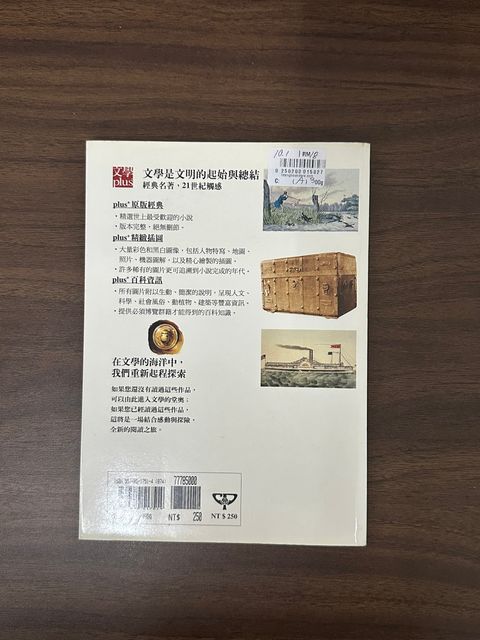 文學
plus
文學是文明的起始與總結
經典名著，21世紀觸感
plus⁺原版經典
・精選世上最受歡迎的小說
・版本完整，絕無刪節。
plus⁺精緻插圖
・大量彩色和黑白圖像，包括人物特寫、地圖、
照片、機器圖解，以及精心繪製的插圖。
・許多稀有的圖片更可追溯到小說完成的年代。
plus⁺百科資訊
・所有圖片附以生動、簡潔的說明，呈現人文、
科學、社會風俗、動植物、建築等豐富資訊。
・提供必須博覽群籍才能得到的百科知識。
在文學的海洋中，
我們重新起程探索
如果您還沒有讀過這些作品，
可以由此進入文學的堂奧；
如果您已經讀過這些作品，
這將是一場結合感動與探險，
全新的閱讀之旅。
77785000
NT$ 250
NT $ 250